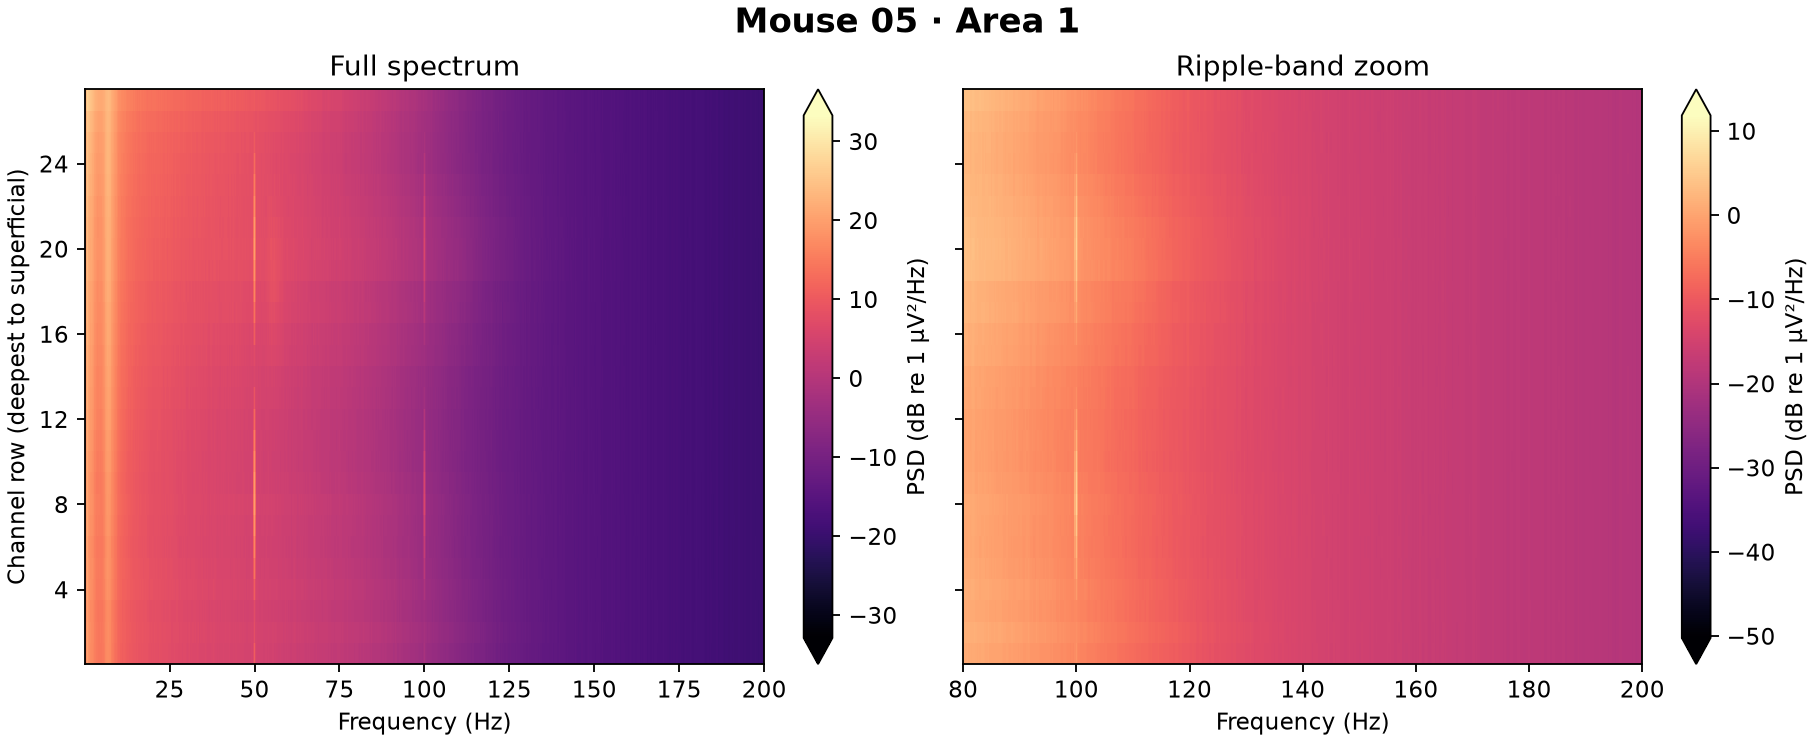 Mouse 05 · Area 1
Full spectrum
Ripple-band zoom
Channel row (deepest to superficial)
24
20
16
12
8
4
25 50 75 100 125 150 175 200
Frequency (Hz)
30
20
10
0
−10
−20
−30
PSD (dB re 1 µV²/Hz)
80 100 120 140 160 180 200
Frequency (Hz)
10
0
−10
−20
−30
−40
−50
PSD (dB re 1 µV²/Hz)